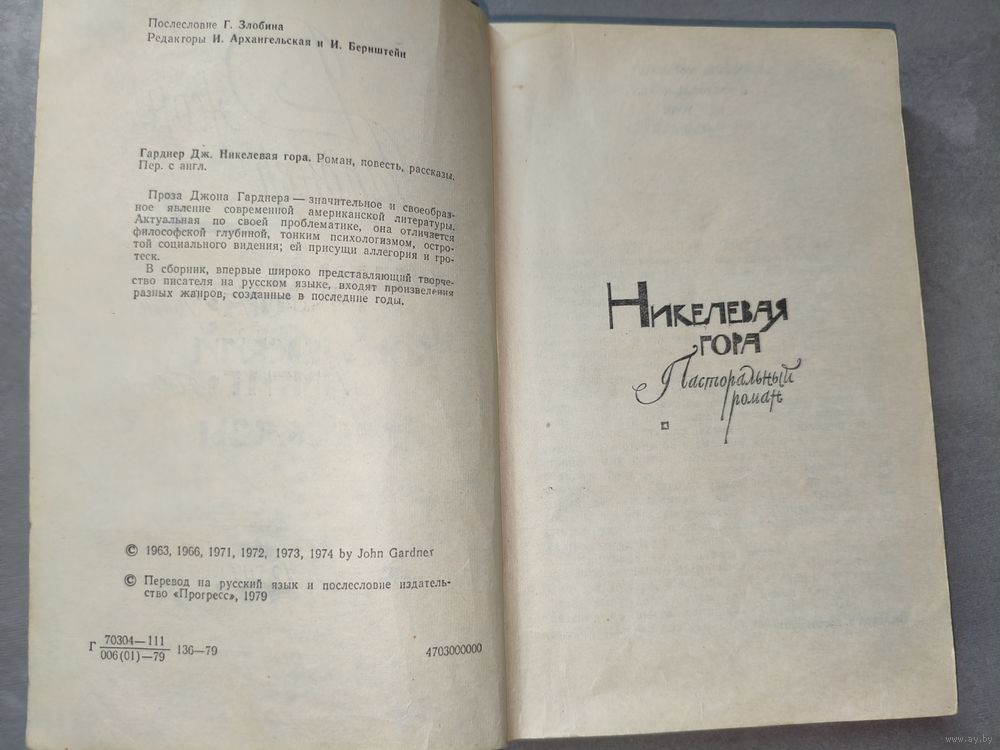 Послесловие Г. Злобина
Редакторы И. Архангельская и И. Бернштейн
Гарднер Дж. Никелевая гора. Роман, повесть, рассказы.
Пер. с англ.
Проза Джона Гарднера — значительное и своеобраз-
ное явление современной американской литературы.
Актуальная по своей проблематике, она отличается
философской глубиной, тонким психологизмом, остро-
той социального видения; ей присущи аллегория и гро-
теск.
В сборник, впервые широко представляющий творче-
ство писателя на русском языке, входят произведения
разных жанров, созданные в последние годы.
© 1963, 1966, 1971, 1972, 1973, 1974 by John Gardner
© Перевод на русский язык и послесловие издатель-
ство «Прогресс», 1979
Г 70304—111
006(01)—79 136—79
4703000000
Никелевая
гора
Пасторальный
роман
www.ay.by